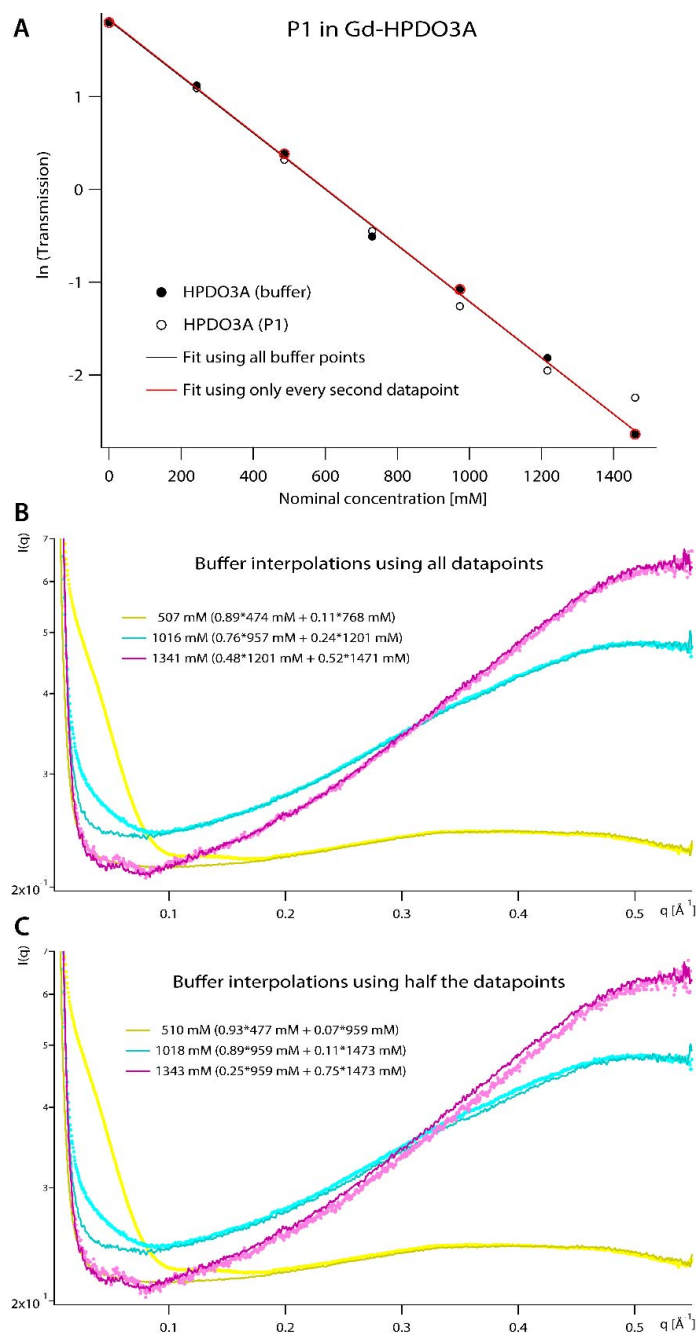 A
P1 in Gd-HPDO3A
1
0
-1
-2
ln (Transmission)
HPDO3A (buffer)
HPDO3A (P1)
Fit using all buffer points
Fit using only every second datapoint
0 200 400 600 800 1000 1200 1400
Nominal concentration [mM]
B
I(q)
7
6
5
4
3
2x10⁻¹
Buffer interpolations using all datapoints
507 mM (0.89*474 mM + 0.11*768 mM)
1016 mM (0.76*957 mM + 0.24*1201 mM)
1341 mM (0.48*1201 mM + 0.52*1471 mM)
0.1 0.2 0.3 0.4 0.5 q [Å⁻¹]
C
I(q)
7
6
5
4
3
2x10⁻¹
Buffer interpolations using half the datapoints
510 mM (0.93*477 mM + 0.07*959 mM)
1018 mM (0.89*959 mM + 0.11*1473 mM)
1343 mM (0.25*959 mM + 0.75*1473 mM)
0.1 0.2 0.3 0.4 0.5 q [Å⁻¹]